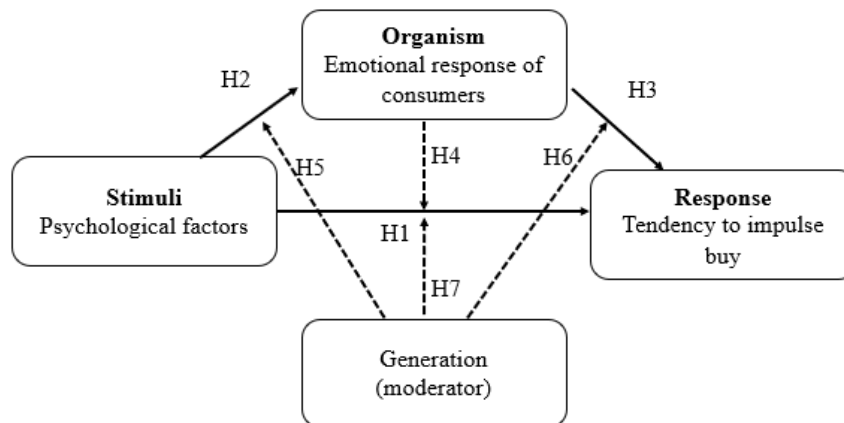 Organism
Emotional response of
consumers
H2
H3
H5
H4
H6
Stimuli
Psychological factors
Response
Tendency to impulse
buy
H1
H7
Generation
(moderator)